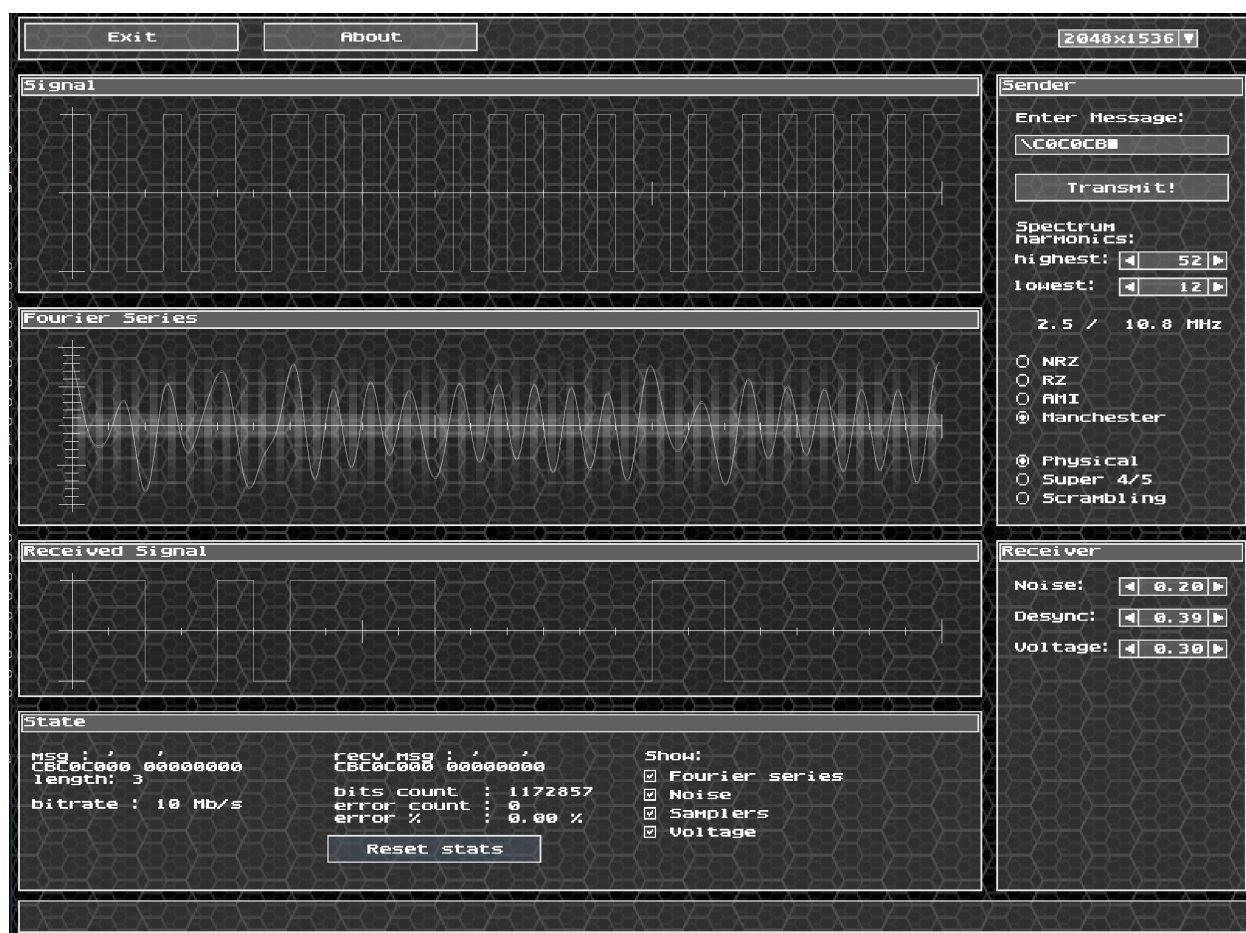 Exit
About
2048x1536
Signal
Sender
Enter Message:
\C0C0CB
Transmit!
Spectrum
harmonics:
highest: 52
lowest: 12
2.5 / 10.8 MHz
NRZ
RZ
AMI
Manchester
Physical
Super 4/5
Scrambling
Fourier Series
Received Signal
Receiver
Noise: 0.20
Desync: 0.39
Voltage: 0.30
State
msg : ' '
CBC0C000 00000000
length: 3
bitrate : 10 Mb/s
recv msg : ' '
CBC0C000 00000000
bits count : 1172857
error count : 0
error % : 0.00 %
Reset stats
Show:
Fourier series
Noise
Samplers
Voltage